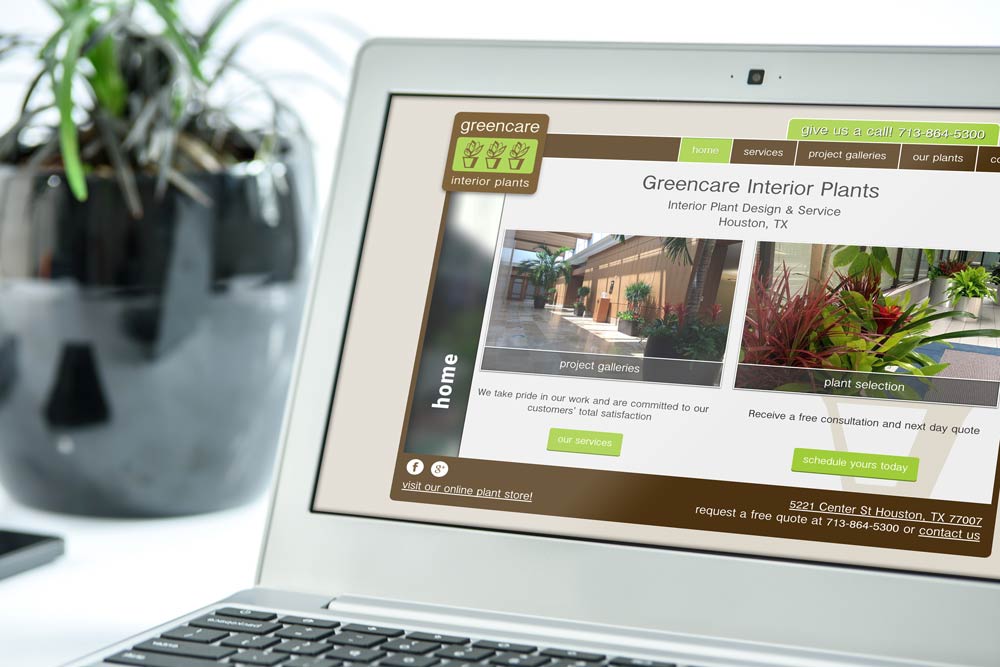 greencare
interior plants
give us a call! 713-864-5300
home
services
project galleries
our plants
Greencare Interior Plants
Interior Plant Design & Service
Houston, TX
home
project galleries
plant selection
We take pride in our work and are committed to our
customers' total satisfaction
our services
Receive a free consultation and next day quote
schedule yours today
f
g+
visit our online plant store!
5221 Center St Houston, TX 77007
request a free quote at 713-864-5300 or contact us